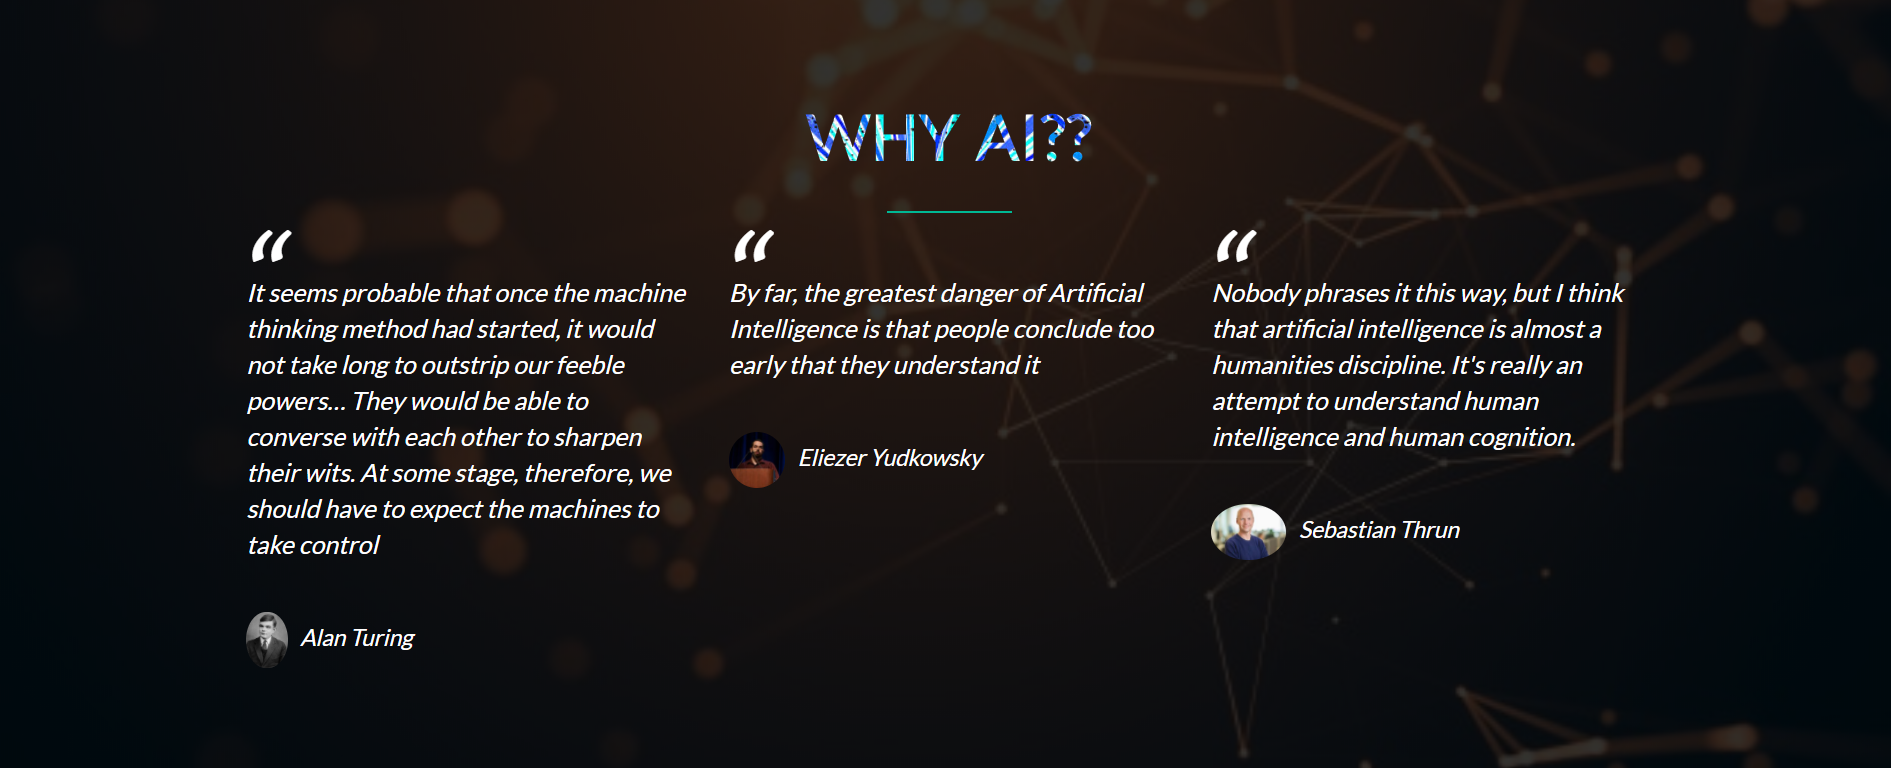 WHY AI??
“
It seems probable that once the machine
thinking method had started, it would
not take long to outstrip our feeble
powers... They would be able to
converse with each other to sharpen
their wits. At some stage, therefore, we
should have to expect the machines to
take control
Alan Turing
“
By far, the greatest danger of Artificial
Intelligence is that people conclude too
early that they understand it
Eliezer Yudkowsky
“
Nobody phrases it this way, but I think
that artificial intelligence is almost a
humanities discipline. It's really an
attempt to understand human
intelligence and human cognition.
Sebastian Thrun